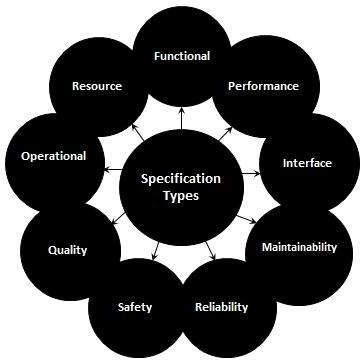 Functional
Performance
Interface
Maintainability
Reliability
Safety
Quality
Operational
Resource
Specification
Types